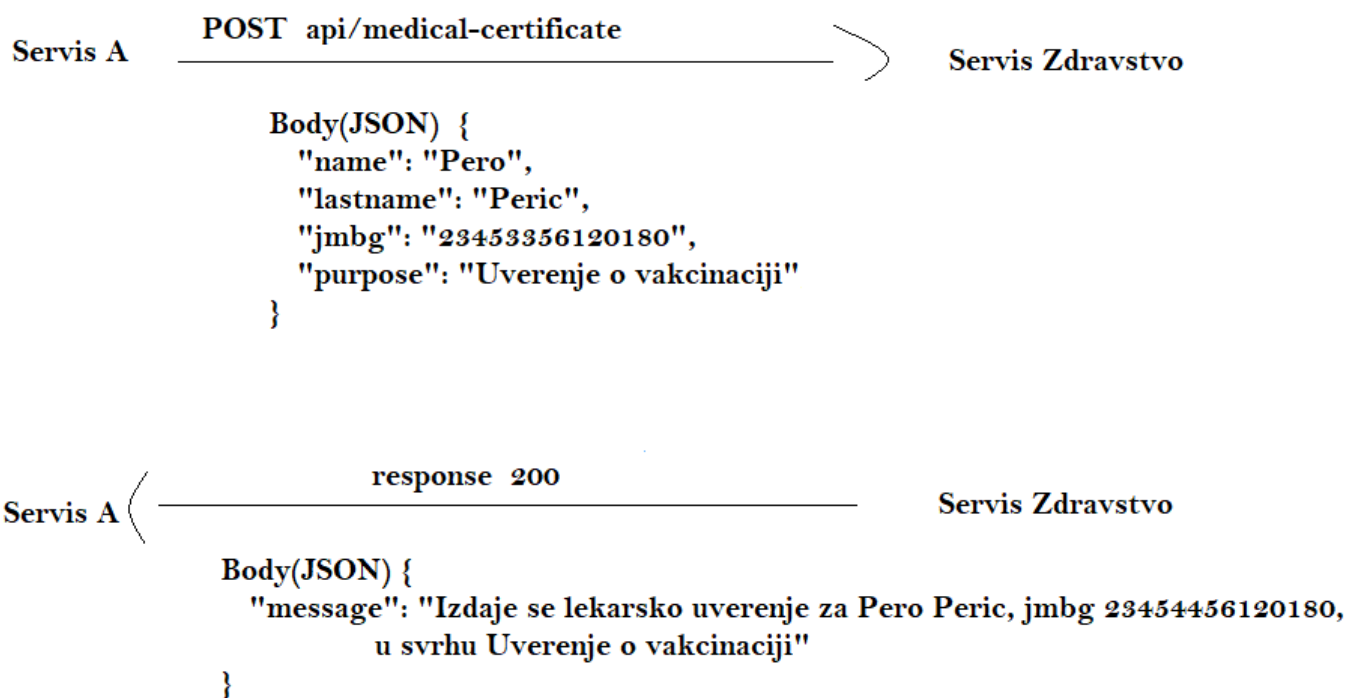 POST api/medical-certificate
Servis A
Servis Zdravstvo
Body(JSON) {
"name": "Pero",
"lastname": "Peric",
"jmbg": "23453356120180",
"purpose": "Uverenje o vakcinaciji"
}
response 200
Servis A
Servis Zdravstvo
Body(JSON) {
"message": "Izdaje se lekarsko uverenje za Pero Peric, jmbg 23454456120180,
u svrhu Uverenje o vakcinaciji"
}